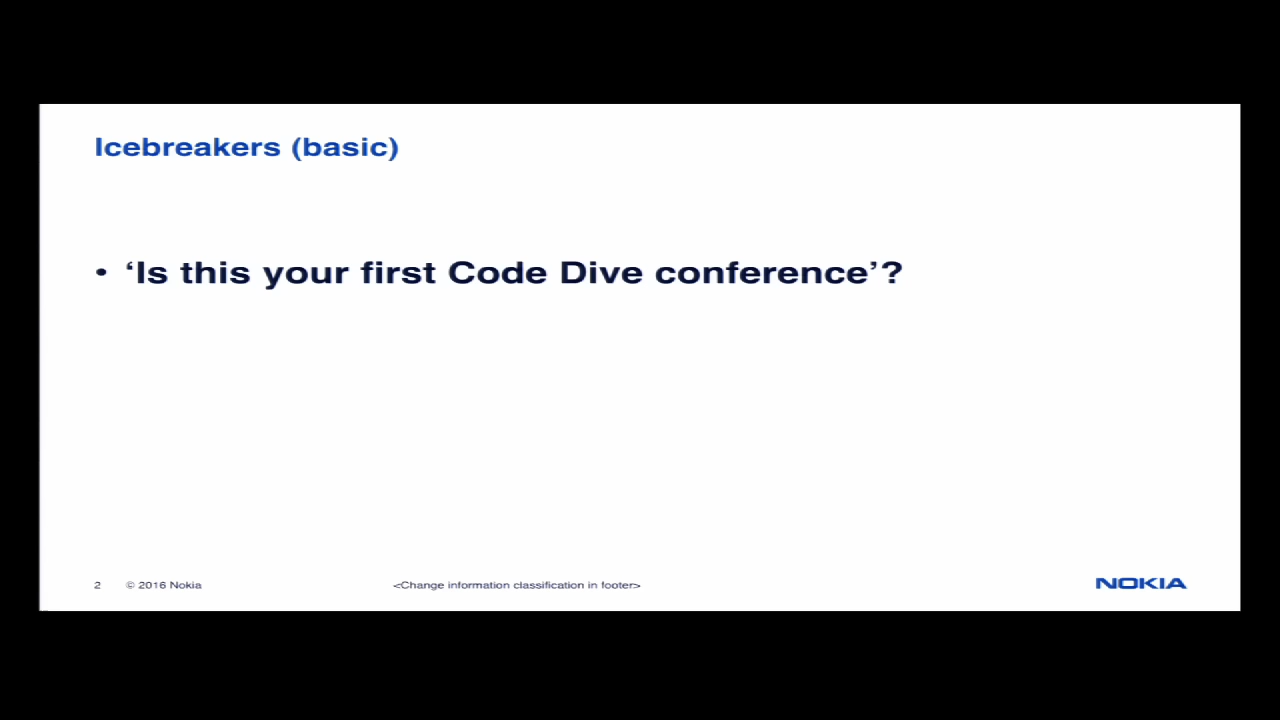 Icebreakers (basic)
• ‘Is this your first Code Dive conference’?
2 © 2016 Nokia <Change information classification in footer> NOKIA